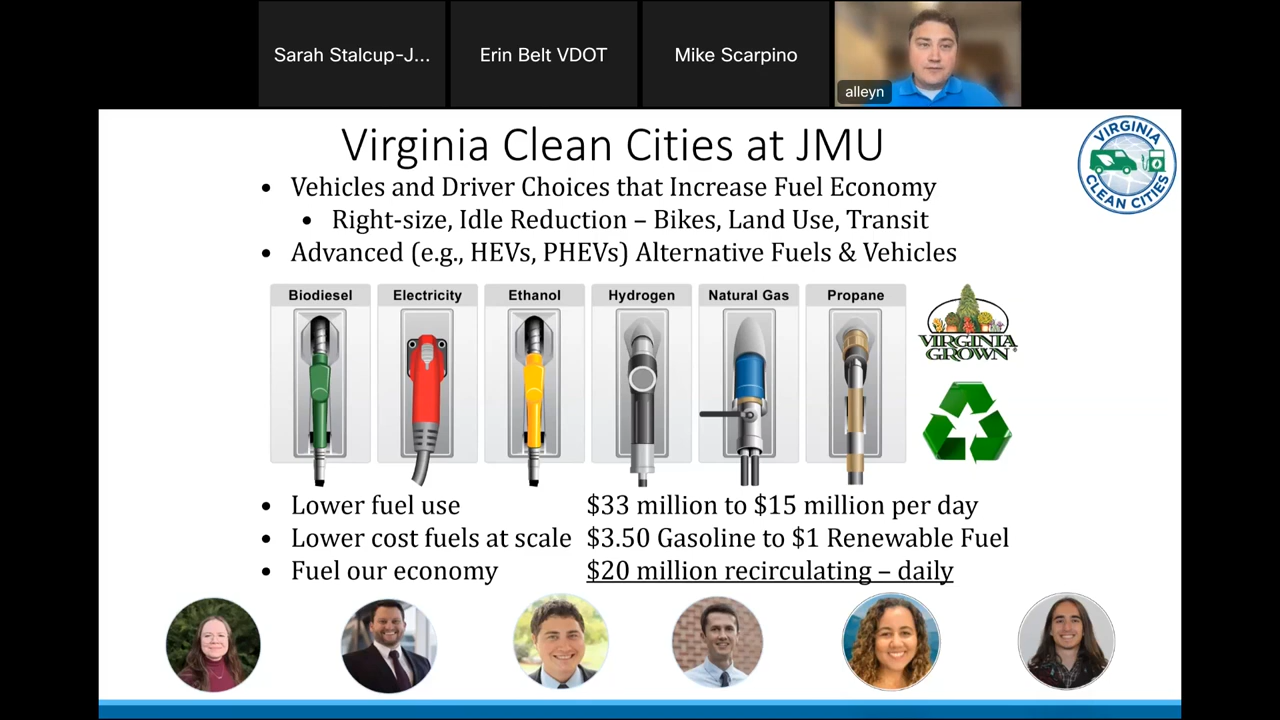 Sarah Stalcup-J...
Erin Belt VDOT
Mike Scarpino
alleyn
Virginia Clean Cities at JMU
VIRGINIA
CLEAN CITIES
• Vehicles and Driver Choices that Increase Fuel Economy
• Right-size, Idle Reduction – Bikes, Land Use, Transit
• Advanced (e.g., HEVs, PHEVs) Alternative Fuels & Vehicles
Biodiesel
Electricity
Ethanol
Hydrogen
Natural Gas
Propane
VIRGINIA
GROWN
• Lower fuel use $33 million to $15 million per day
• Lower cost fuels at scale $3.50 Gasoline to $1 Renewable Fuel
• Fuel our economy $20 million recirculating – daily